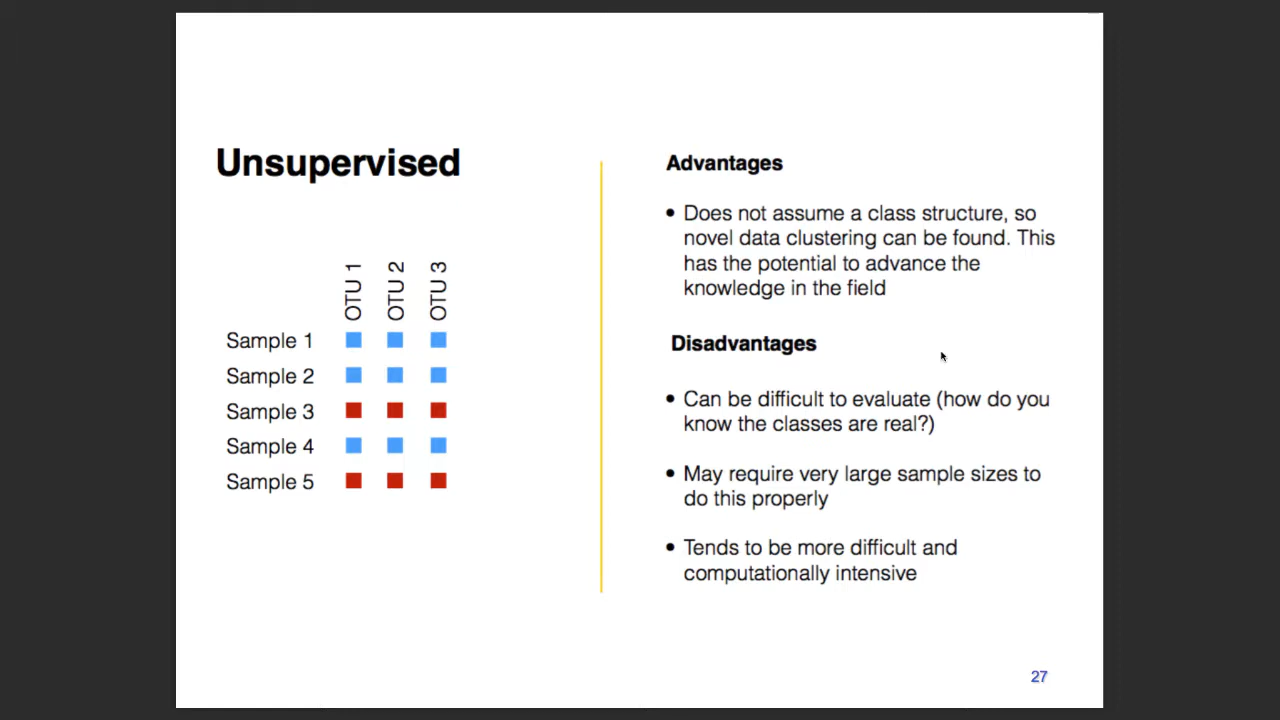 Unsupervised
OTU 1
OTU 2
OTU 3
Sample 1
Sample 2
Sample 3
Sample 4
Sample 5
Advantages
• Does not assume a class structure, so
novel data clustering can be found. This
has the potential to advance the
knowledge in the field
Disadvantages
• Can be difficult to evaluate (how do you
know the classes are real?)
• May require very large sample sizes to
do this properly
• Tends to be more difficult and
computationally intensive
27